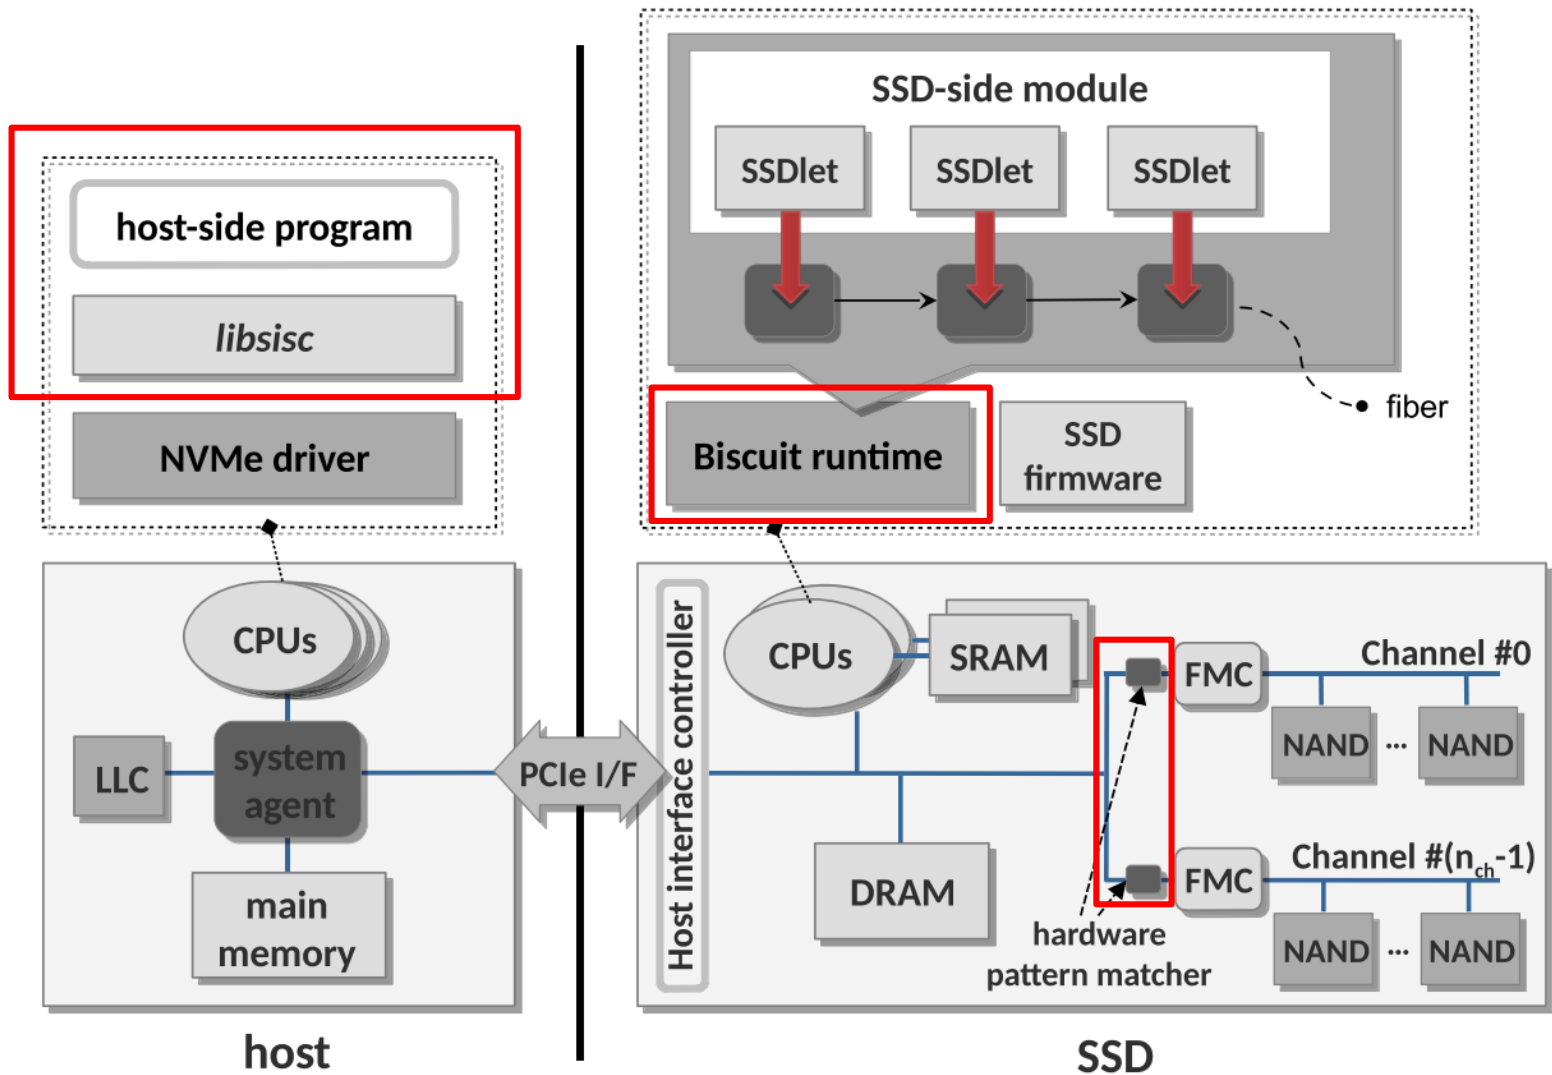 host-side program
libsisc
NVMe driver
CPUs
LLC
system
agent
main
memory
host
PCIe I/F
SSD-side module
SSDlet
SSDlet
SSDlet
fiber
Biscuit runtime
SSD
firmware
Host interface controller
CPUs
SRAM
DRAM
FMC
Channel #0
NAND
...
NAND
FMC
Channel #(nch-1)
NAND
...
NAND
hardware
pattern matcher
SSD